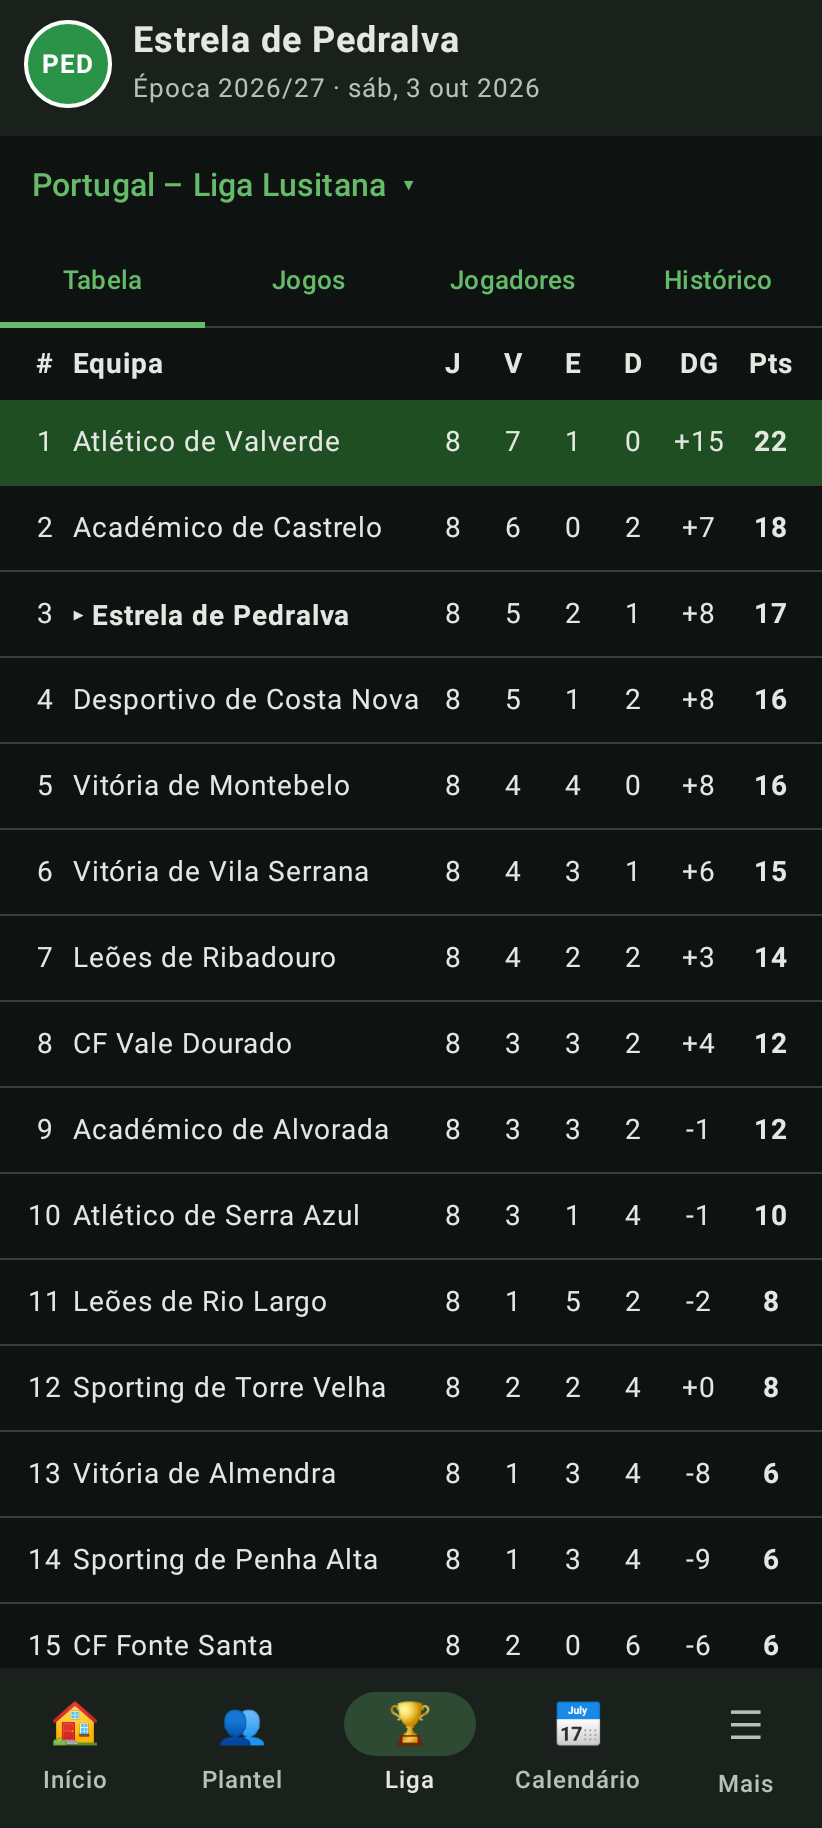 PED
Estrela de Pedralva
Época 2026/27 · sáb, 3 out 2026
Portugal – Liga Lusitana ▾
Tabela Jogos Jogadores Histórico
# Equipa J V E D DG Pts
1 Atlético de Valverde 8 7 1 0 +15 22
2 Académico de Castrelo 8 6 0 2 +7 18
3 ▸ Estrela de Pedralva 8 5 2 1 +8 17
4 Desportivo de Costa Nova 8 5 1 2 +8 16
5 Vitória de Montebelo 8 4 4 0 +8 16
6 Vitória de Vila Serrana 8 4 3 1 +6 15
7 Leões de Ribadouro 8 4 2 2 +3 14
8 CF Vale Dourado 8 3 3 2 +4 12
9 Académico de Alvorada 8 3 3 2 -1 12
10 Atlético de Serra Azul 8 3 1 4 -1 10
11 Leões de Rio Largo 8 1 5 2 -2 8
12 Sporting de Torre Velha 8 2 2 4 +0 8
13 Vitória de Almendra 8 1 3 4 -8 6
14 Sporting de Penha Alta 8 1 3 4 -9 6
15 CF Fonte Santa 8 2 0 6 -6 6
July
17
Início Plantel Liga Calendário Mais